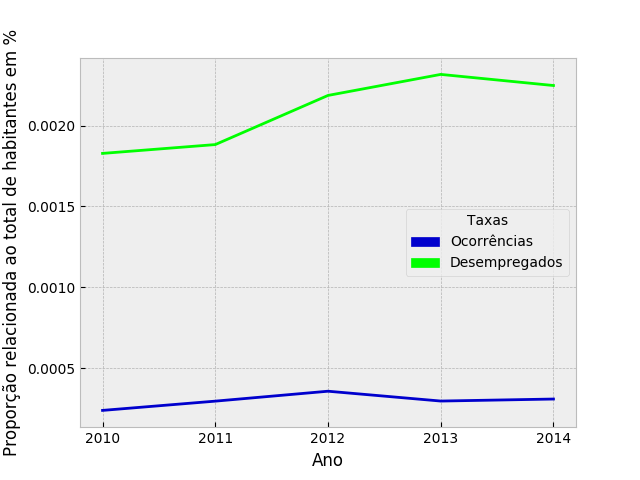 Proporção relacionada ao total de habitantes em %
0.0020
0.0015
0.0010
0.0005
Taxas
Ocorrências
Desempregados
2010 2011 2012 2013 2014
Ano